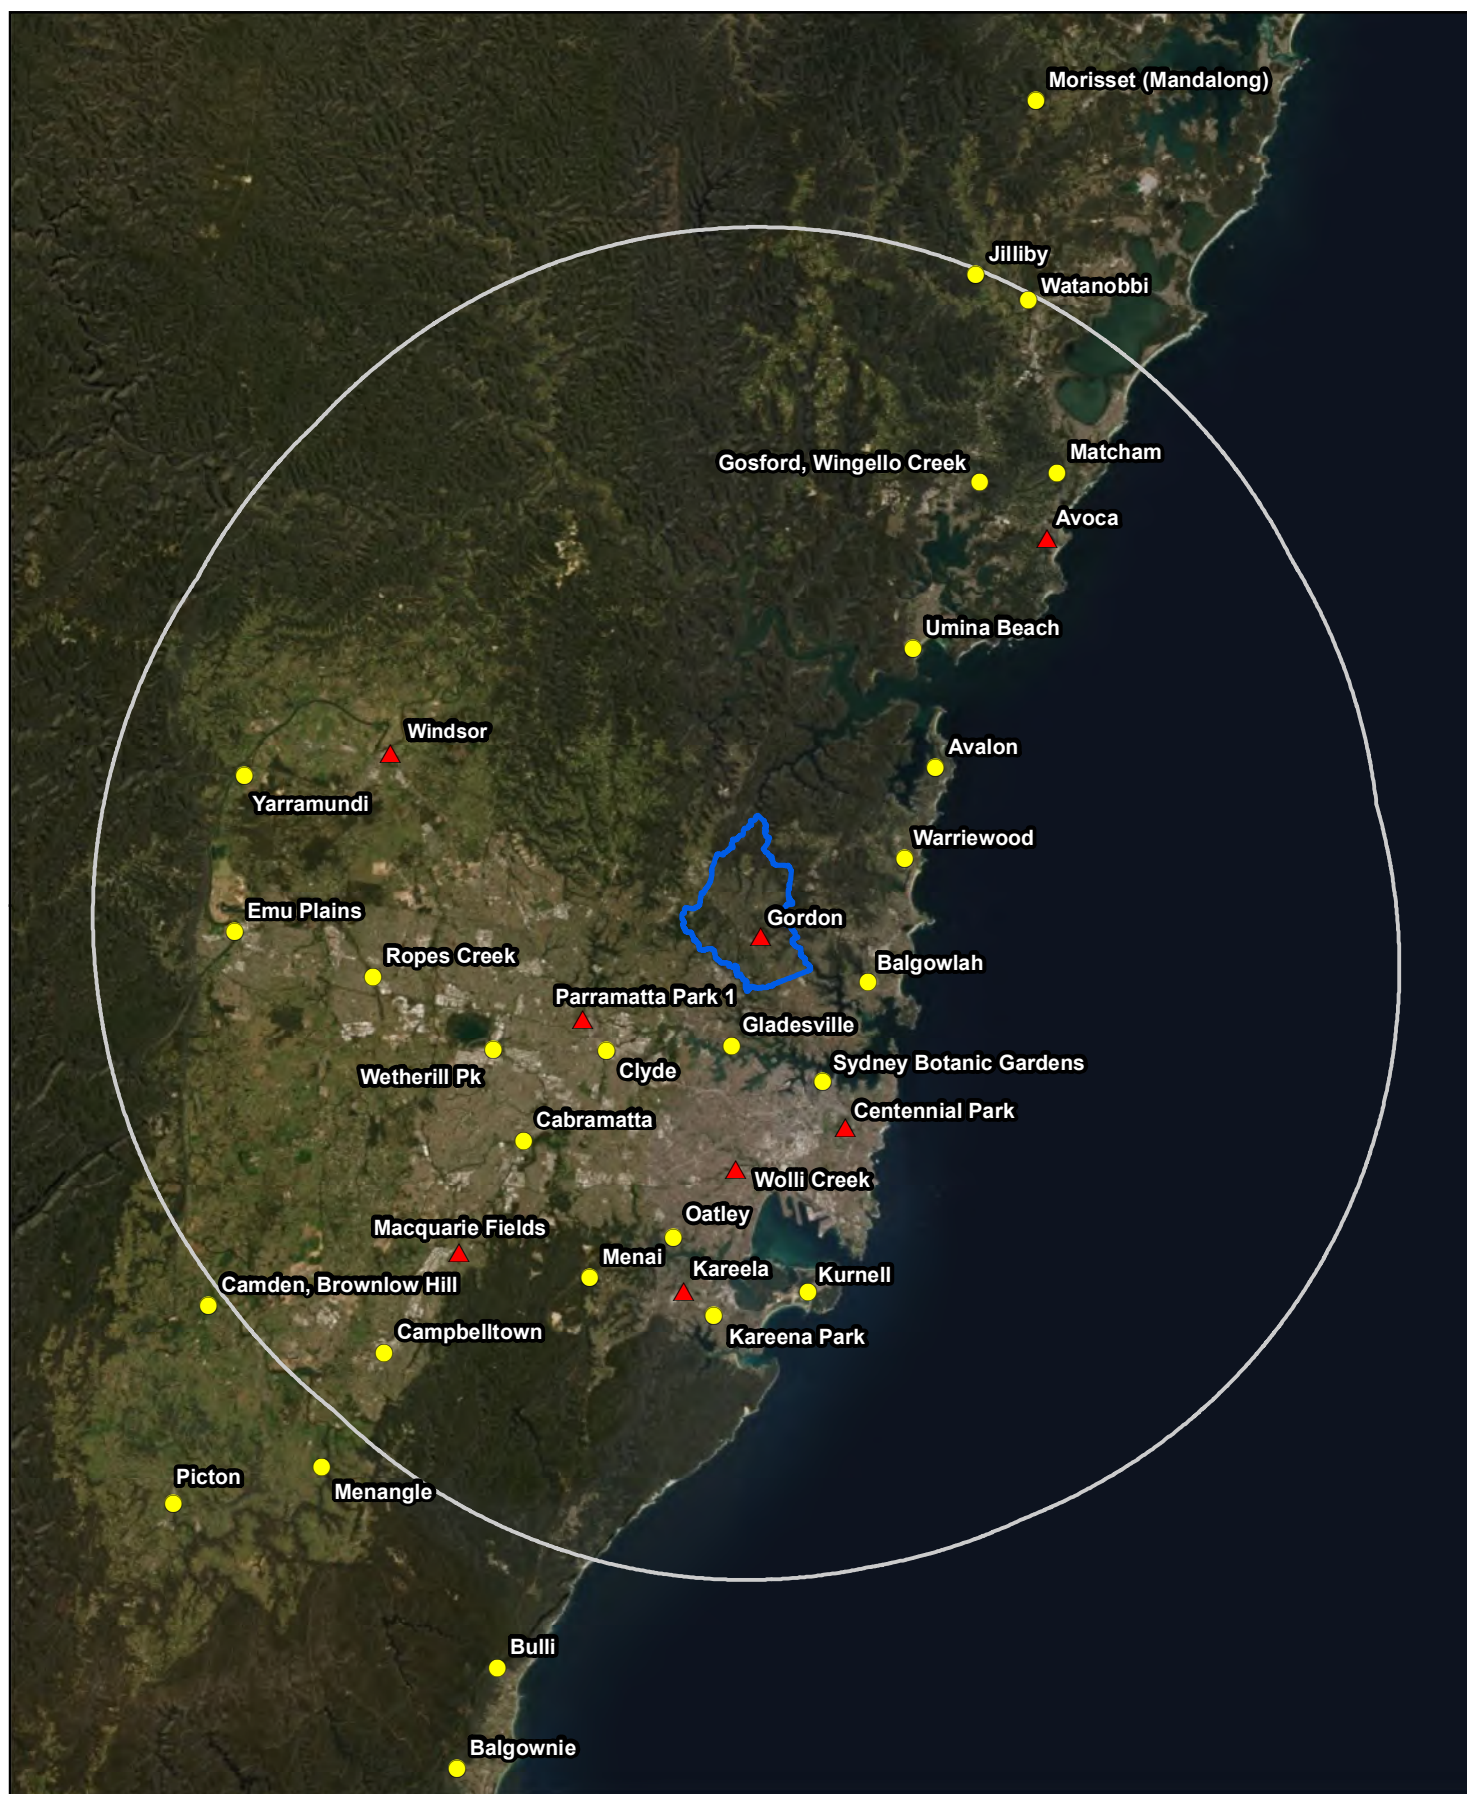 Morisset (Mandalong)
Jilliby
Watanobbi
Matcham
Gosford, Wingello Creek
Avoca
Umina Beach
Windsor
Avalon
Yarramundi
Warriewood
Emu Plains
Gordon
Ropes Creek
Balgowlah
Parramatta Park 1
Gladesville
Sydney Botanic Gardens
Clyde
Wetherill Pk
Centennial Park
Cabramatta
Wolli Creek
Oatley
Macquarie Fields
Menai
Kareela
Kurnell
Camden, Brownlow Hill
Campbelltown
Kareena Park
Picton
Menangle
Bulli
Balgownie